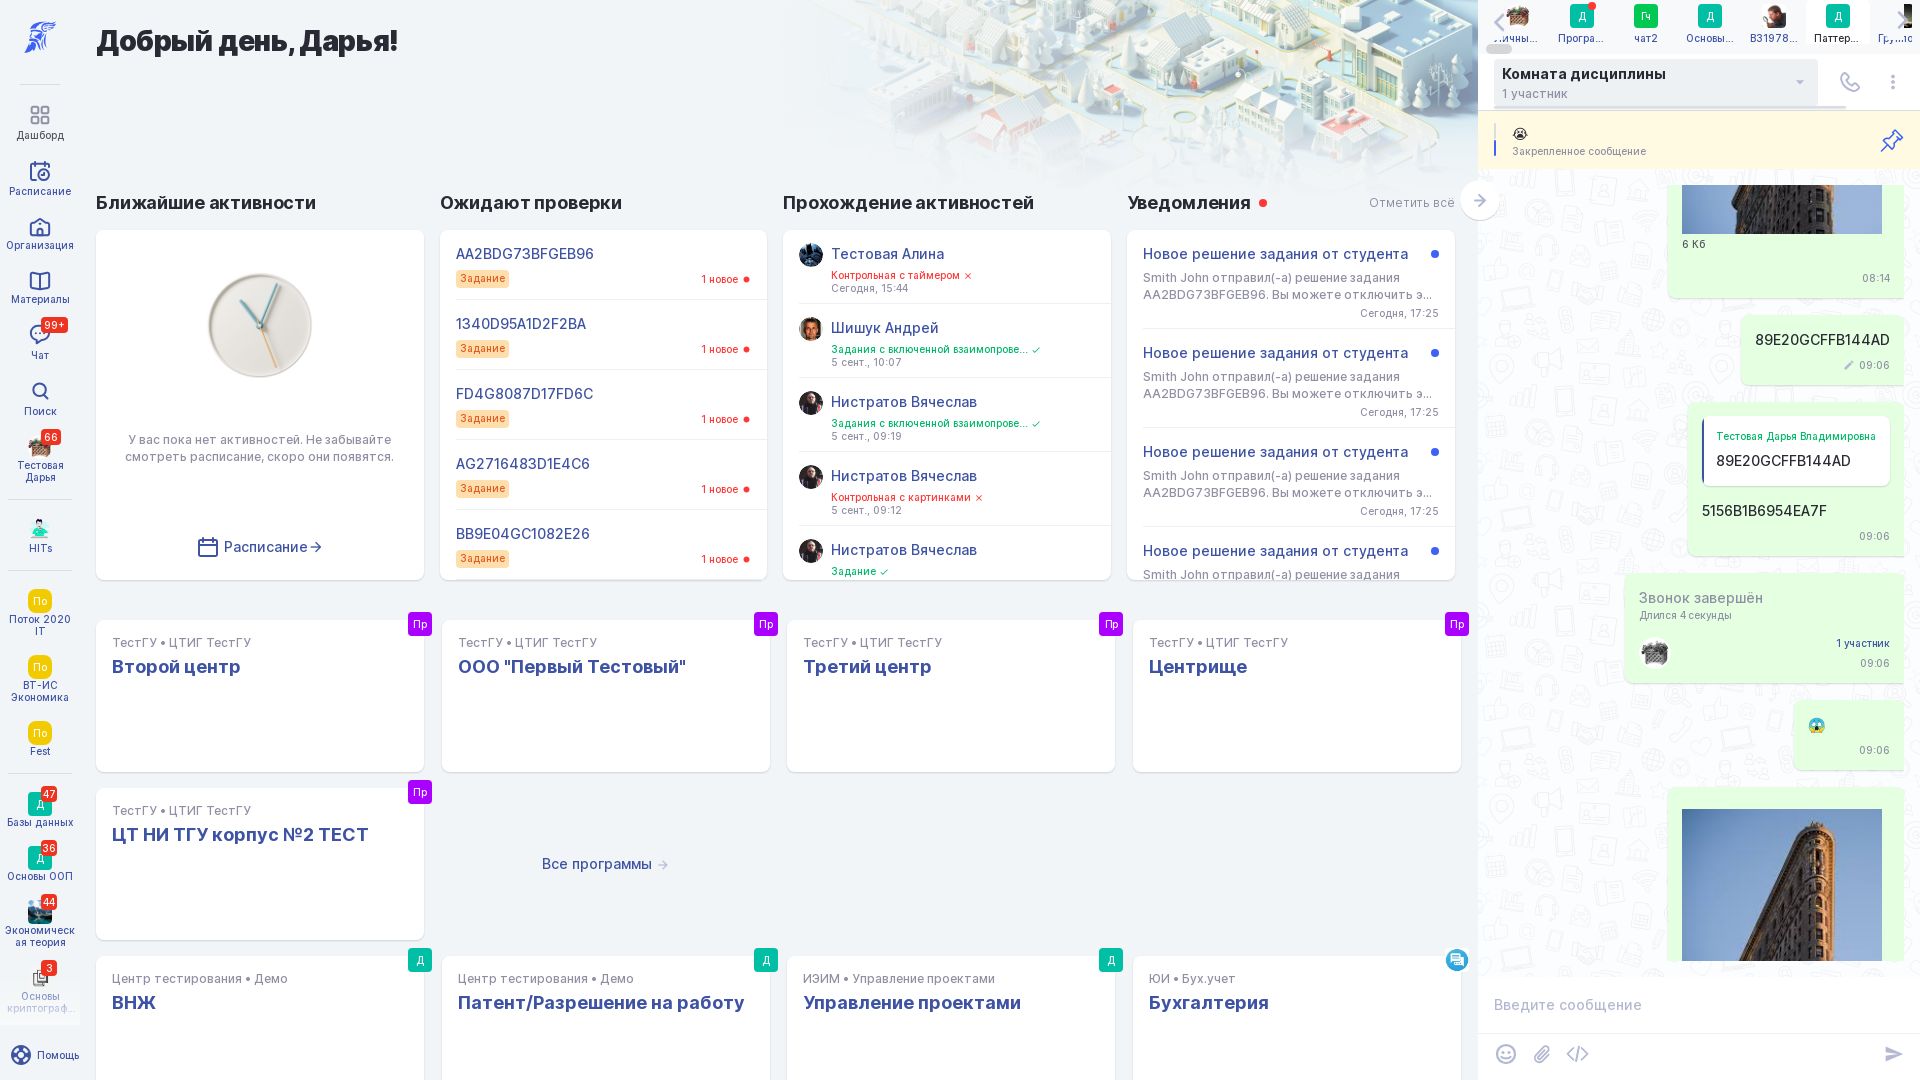 Добрый день, Дарья!
Дашборд
Расписание
Организация
Материалы
99+
Чат
Поиск
66
Тестовая
Дарья
HITs
По
Поток 2020
IT
По
ВТ-ИС
Экономика
По
Fest
47
Д
Базы данных
36
Д
Основы ООП
44
Экономическ
ая теория
3
Основы
криптограф...
Помощь
Ближайшие активности
У вас пока нет активностей. Не забывайте
смотреть расписание, скоро они появятся.
Расписание
Ожидают проверки
AA2BDG73BFGEB96
Задание
1 новое
1340D95A1D2F2BA
Задание
1 новое
FD4G8087D17FD6C
Задание
1 новое
AG2716483D1E4C6
Задание
1 новое
BB9E04GC1082E26
Задание
1 новое
Прохождение активностей
Тестовая Алина
Контрольная с таймером
Сегодня, 15:44
Шишук Андрей
Задания с включенной взаимопрове...
5 сент., 10:07
Нистратов Вячеслав
Задания с включенной взаимопрове...
5 сент., 09:19
Нистратов Вячеслав
Контрольная с картинками
5 сент., 09:12
Нистратов Вячеслав
Задание
Уведомления
Отметить всё
Новое решение задания от студента
Smith John отправил(-а) решение задания
AA2BDG73BFGEB96. Вы можете отключить э...
Сегодня, 17:25
Новое решение задания от студента
Smith John отправил(-а) решение задания
AA2BDG73BFGEB96. Вы можете отключить э...
Сегодня, 17:25
Новое решение задания от студента
Smith John отправил(-а) решение задания
AA2BDG73BFGEB96. Вы можете отключить э...
Сегодня, 17:25
Новое решение задания от студента
Smith John отправил(-а) решение задания
Пр
ТестГУ • ЦТИГ ТестГУ
Второй центр
Пр
ТестГУ • ЦТИГ ТестГУ
ООО "Первый Тестовый"
Пр
ТестГУ • ЦТИГ ТестГУ
Третий центр
Пр
ТестГУ • ЦТИГ ТестГУ
Центрище
Пр
ТестГУ • ЦТИГ ТестГУ
ЦТ НИ ТГУ корпус №2 ТЕСТ
Все программы
Д
Центр тестирования • Демо
ВНЖ
Д
Центр тестирования • Демо
Патент/Разрешение на работу
Д
ИЭИМ • Управление проектами
Управление проектами
ЮИ • Бух.учет
Бухгалтерия
Личны...
Д
Програ...
Гч
чат2
Д
Основы...
B31978...
Д
Паттер...
Комната дисциплины
1 участник
😭
Закрепленное сообщение
6 Кб
08:14
89E20GCFFB144AD
09:06
Тестовая Дарья Владимировна
89E20GCFFB144AD
5156B1B6954EA7F
09:06
Звонок завершён
Длился 4 секунды
1 участник
09:06
😱
09:06
Введите сообщение